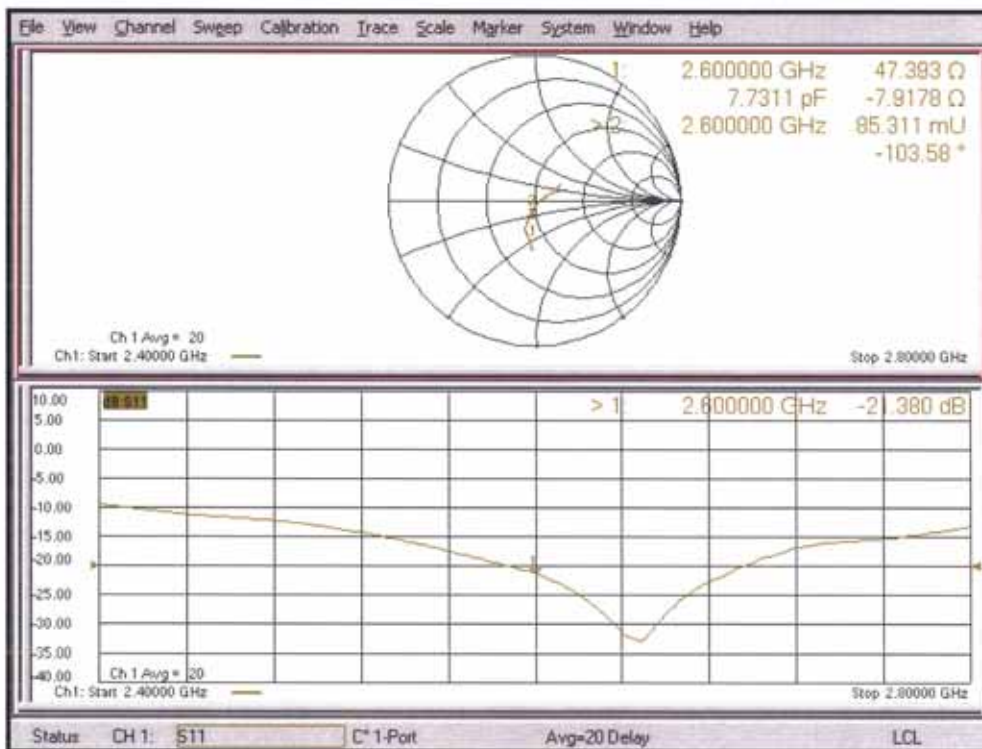 File View Channel Sweep Calibration Trace Scale Marker System Window Help
1: 2.600000 GHz 47.393 Ω
7.7311 pF -7.9178 Ω
> 2: 2.600000 GHz 85.311 mU
-103.58 °
1
Ch 1 Avg = 20
Ch1: Start 2.40000 GHz
Stop 2.80000 GHz
10.00
dB S11
> 1: 2.600000 GHz -21.380 dB
5.00
0.00
-5.00
-10.00
-15.00
-20.00
1
-25.00
-30.00
-35.00
-40.00
Ch 1 Avg = 20
Ch1: Start 2.40000 GHz
Stop 2.80000 GHz
Status CH 1: S11 C* 1-Port Avg=20 Delay LCL